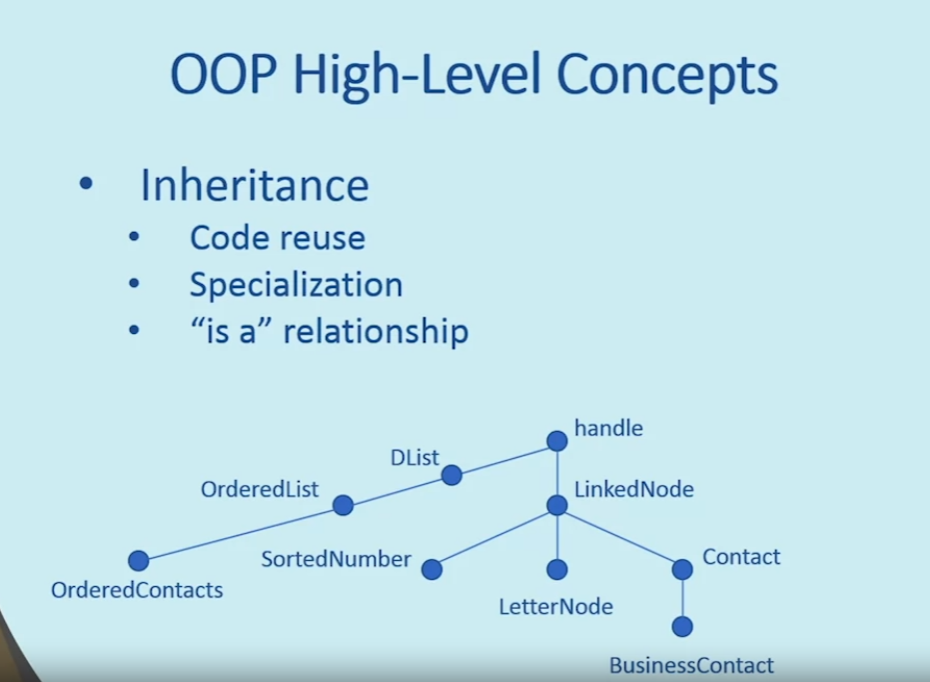 OOP High-Level Concepts
• Inheritance
• Code reuse
• Specialization
• “is a” relationship
handle
DList
OrderedList
LinkedNode
SortedNumber
Contact
OrderedContacts
LetterNode
BusinessContact